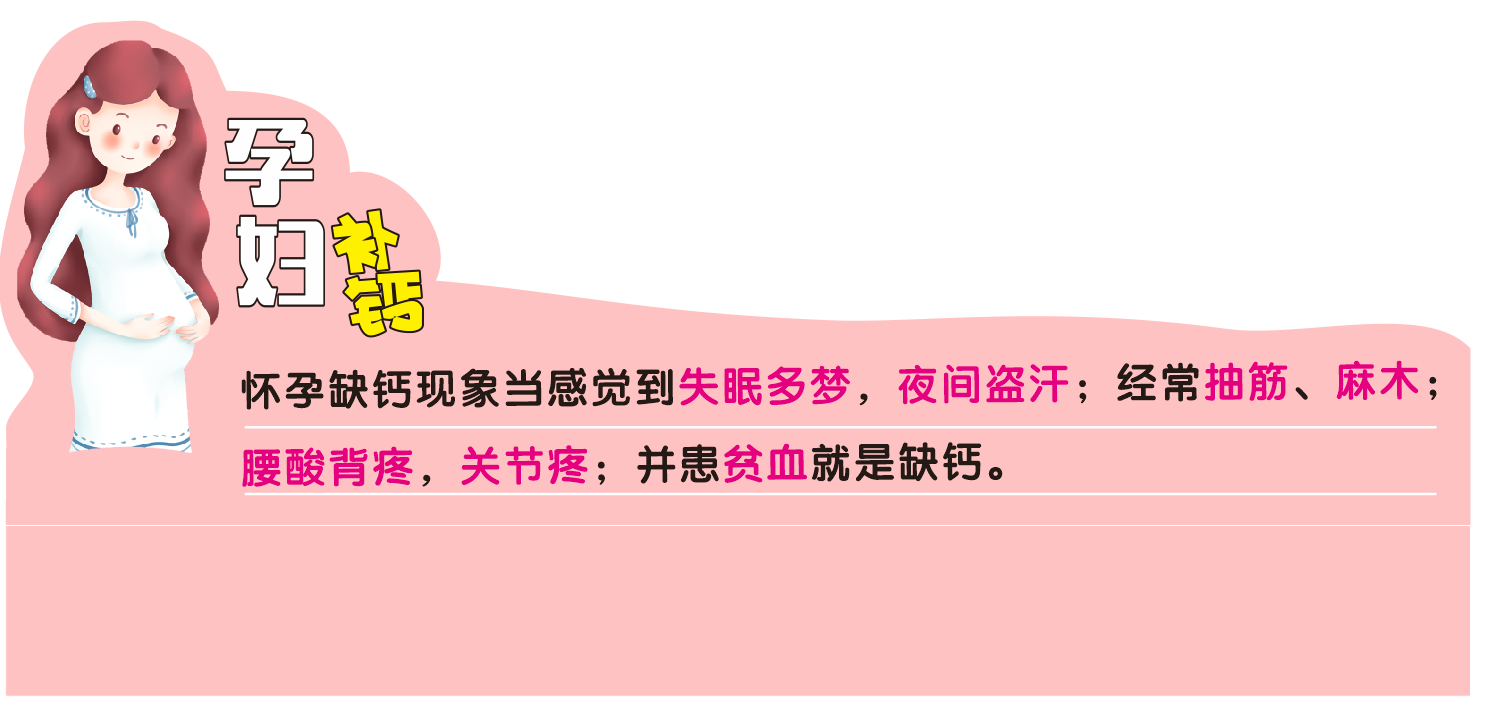 孕妇
补钙
怀孕缺钙现象当感觉到失眠多梦，夜间盗汗；经常抽筋、麻木；
腰酸背疼，关节疼；并患贫血就是缺钙。